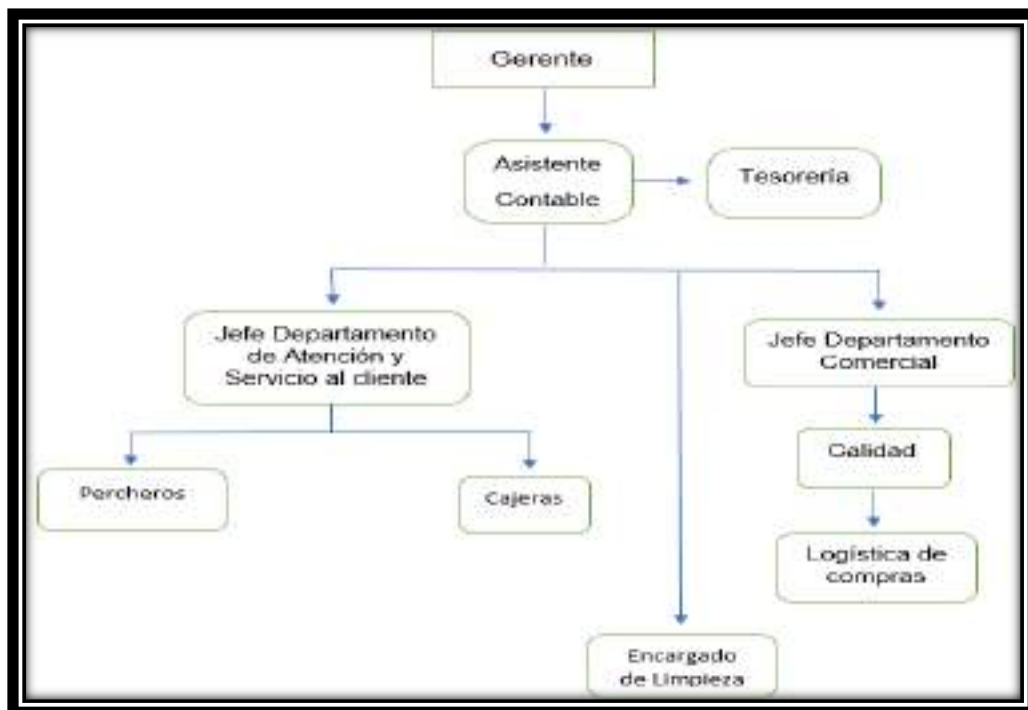 Gerente
Asistente
Contable
Tesorería
Jefe Departamento
de Atención y
Servicio al cliente
Jefe Departamento
Comercial
Calidad
Percheros
Cajeras
Logística de
compras
Encargado
de Limpieza